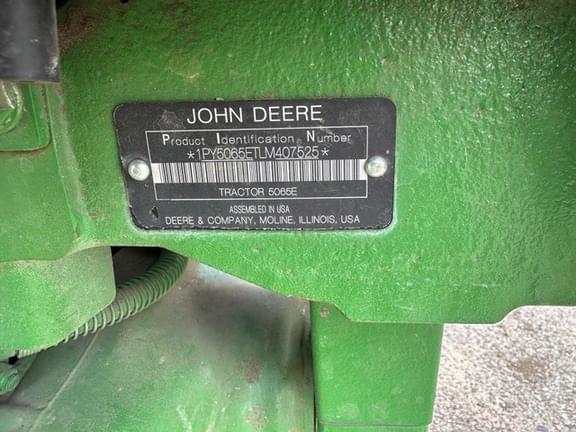 JOHN DEERE
Product Identification Number
*1PY5065ETLM407525*
TRACTOR 5065E
ASSEMBLED IN USA
DEERE & COMPANY, MOLINE, ILLINOIS, USA